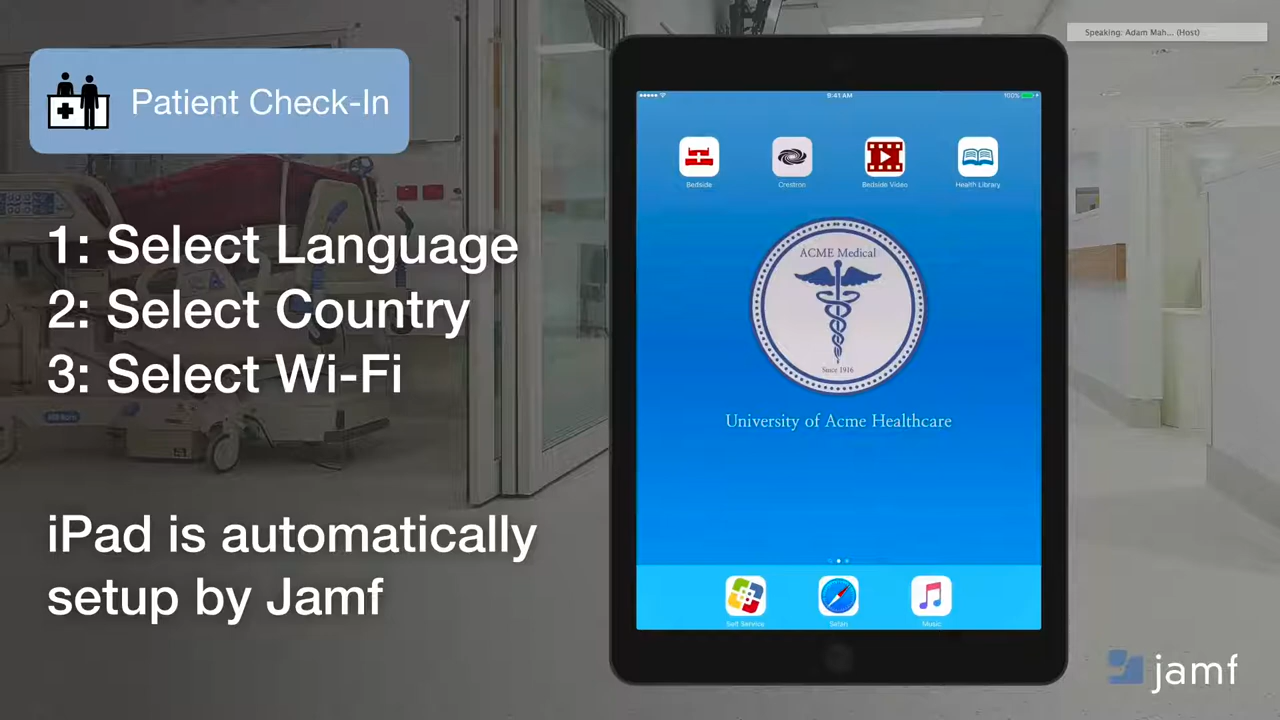 Speaking: Adam Mah... (Host)
Patient Check-In
1: Select Language
2: Select Country
3: Select Wi-Fi
iPad is automatically
setup by Jamf
9:41 AM
100%
Bedside
Crestron
Bedside Video
Health Library
ACME Medical
Since 1916
University of Acme Healthcare
Self Service
Safari
Music
jamf